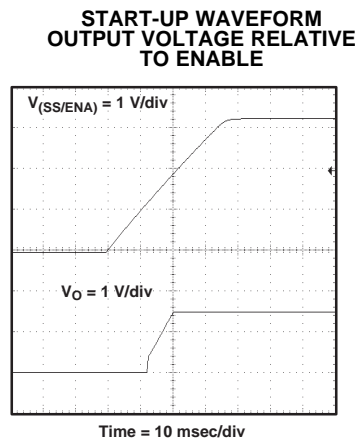 START-UP WAVEFORM
OUTPUT VOLTAGE RELATIVE
TO ENABLE
V(SS/ENA) = 1 V/div
VO = 1 V/div
Time = 10 msec/div